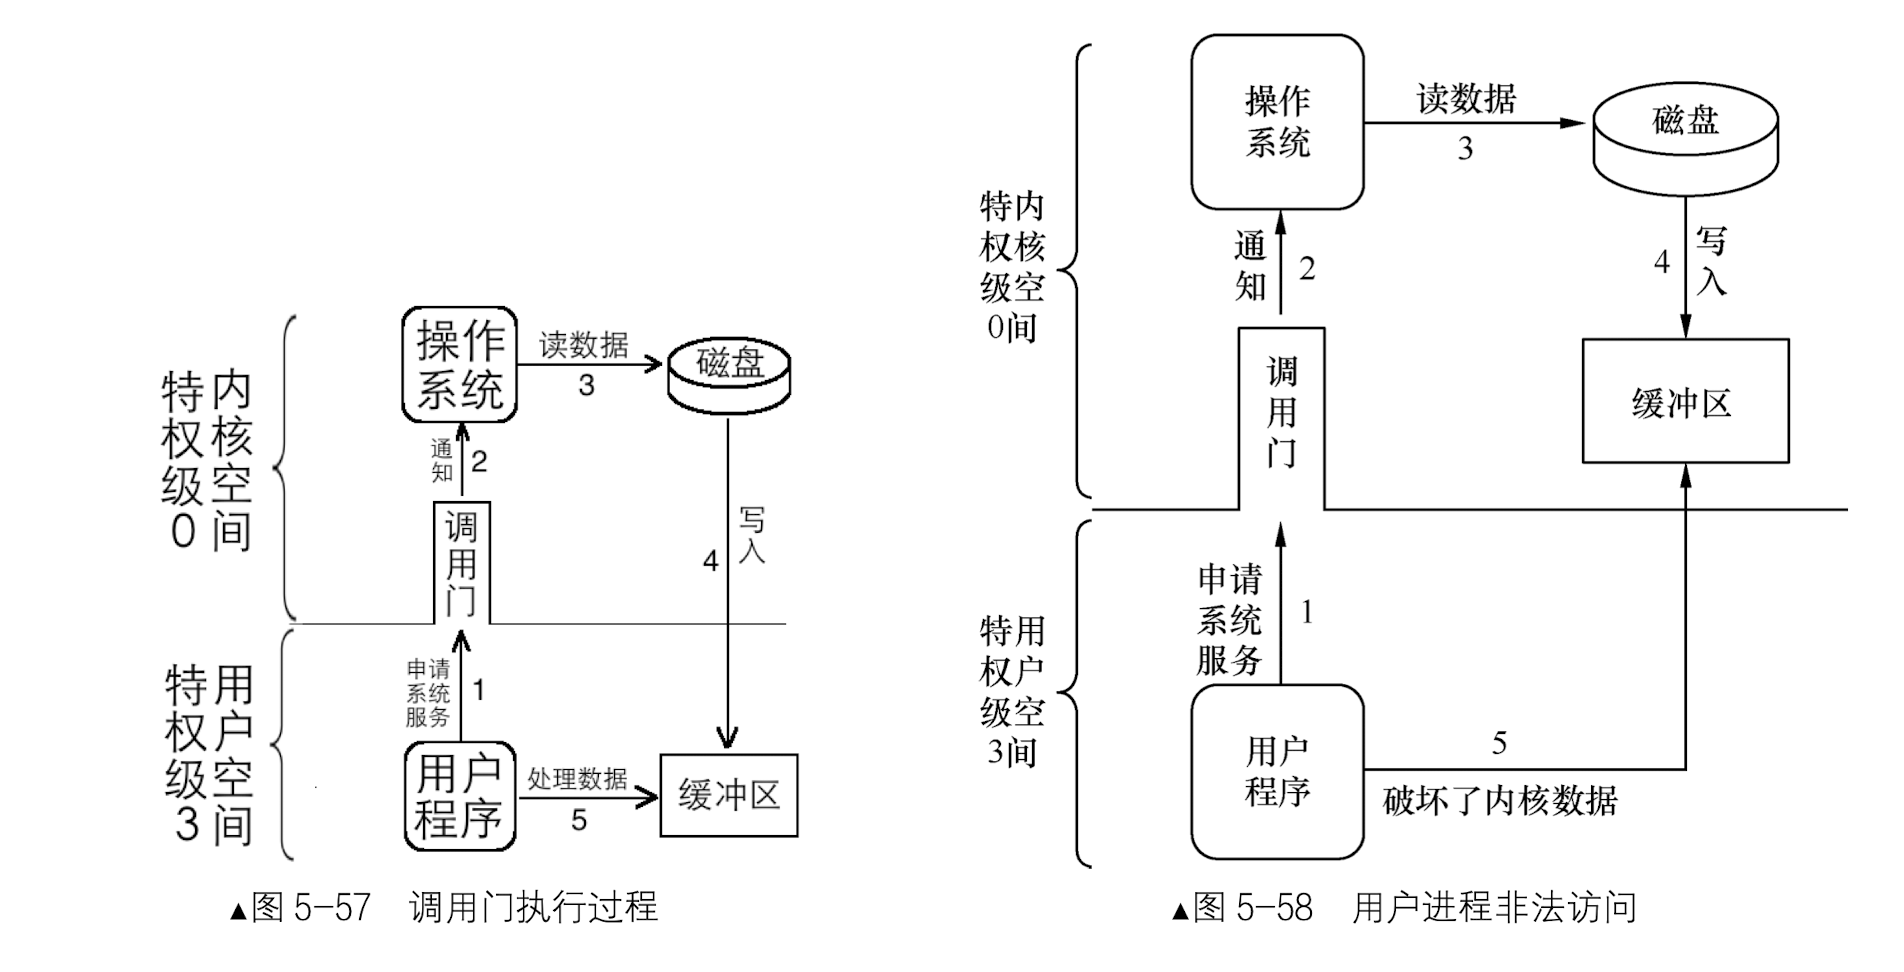 操作
系统
读数据
3
磁盘
通知
2
特权级0
内核空间
调用门
写入
4
申请
系统
服务
1
特权级3
用户空间
用户
程序
处理数据
5
缓冲区
▲图 5-57 调用门执行过程
操作
系统
读数据
3
磁盘
通知
2
特权级0
内核空间
写入
4
调用门
缓冲区
申请
系统
服务
1
特权级3
用户空间
用户
程序
5
破坏了内核数据
▲图 5-58 用户进程非法访问